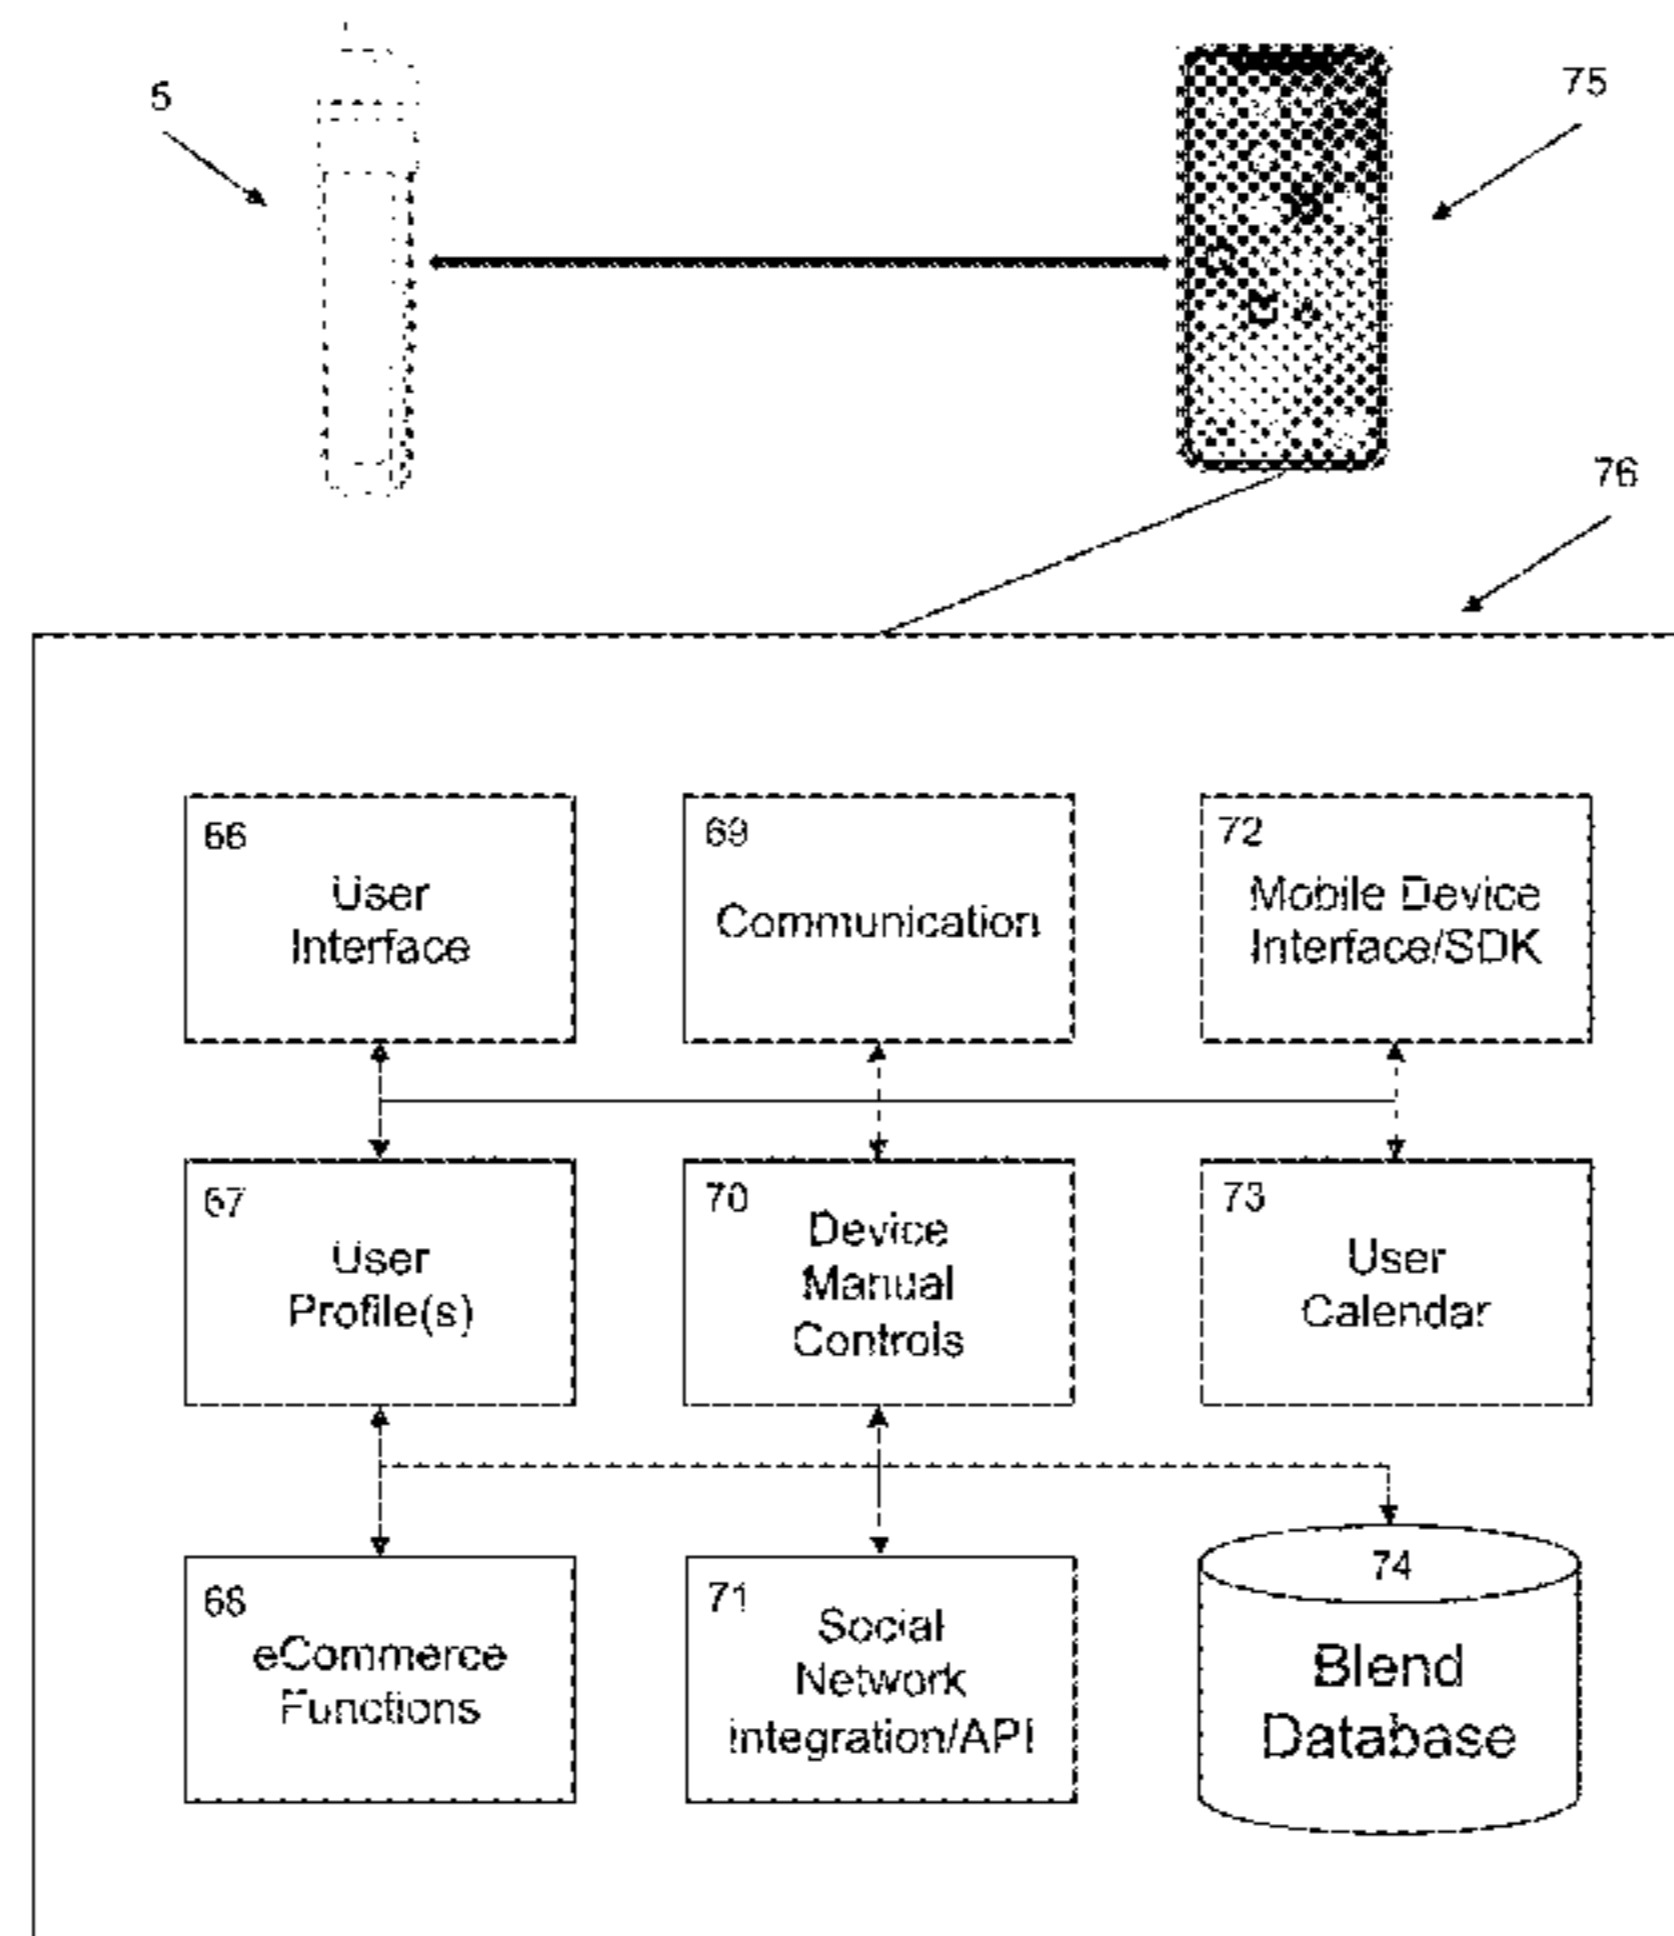 5
75
76
66
User
Interface
69
Communication
72
Mobile Device
Interface/SDK
67
User
Profile(s)
70
Device
Manual
Controls
73
User
Calendar
68
eCommerce
Functions
71
Social
Network
integration/API
74
Blend
Database